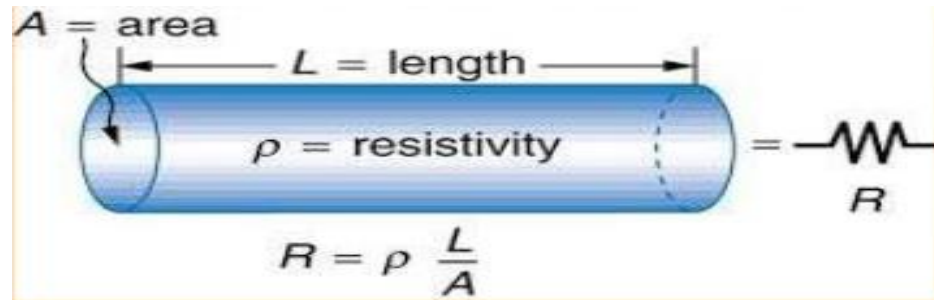 A = area
L = length
ρ = resistivity
=
R
R = ρ L/A